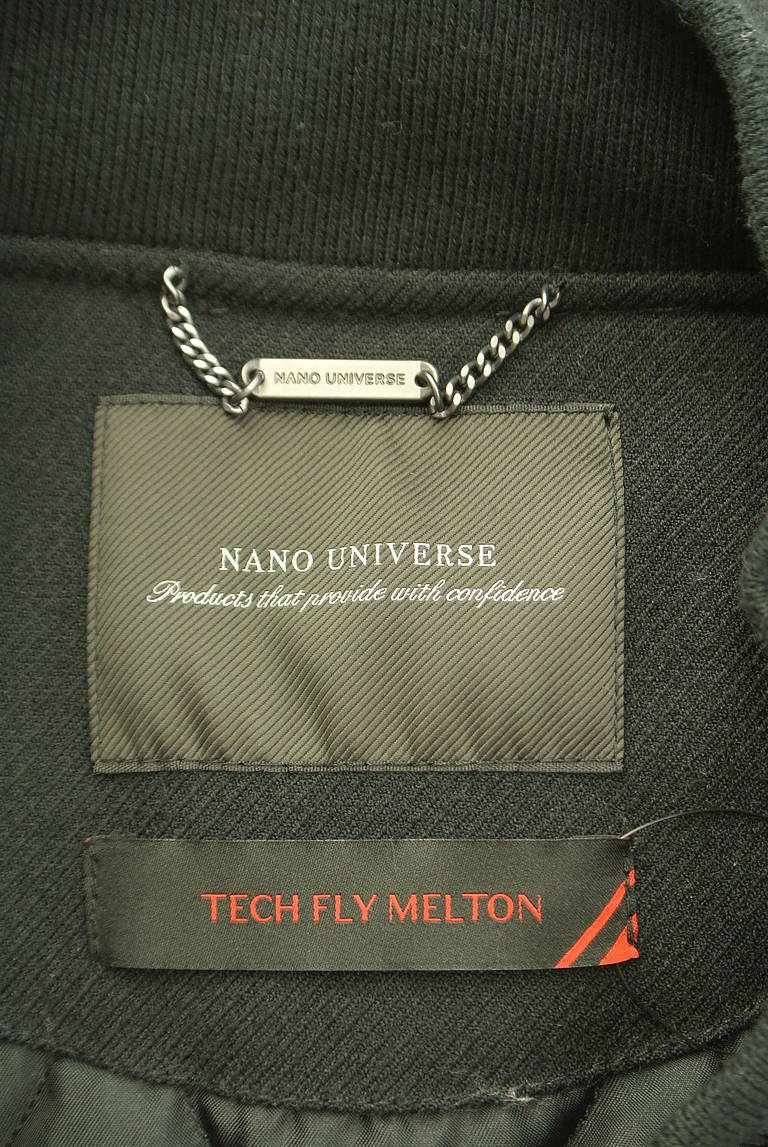 NANO UNIVERSE
NANO UNIVERSE
Products that provide with confidence
TECH FLY MELTON